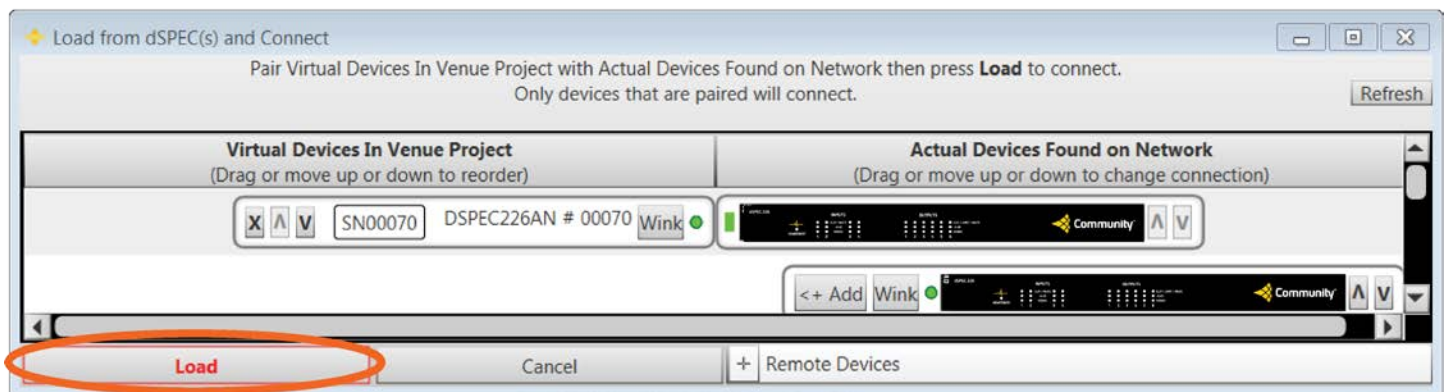 Load from dSPEC(s) and Connect
Pair Virtual Devices In Venue Project with Actual Devices Found on Network then press Load to connect.
Only devices that are paired will connect.
Refresh
Virtual Devices In Venue Project
(Drag or move up or down to reorder)
Actual Devices Found on Network
(Drag or move up or down to change connection)
X Λ V SN00070 DSPEC226AN # 00070 Wink
Community Λ V
<+ Add Wink
Community Λ V
Load
Cancel
+ Remote Devices